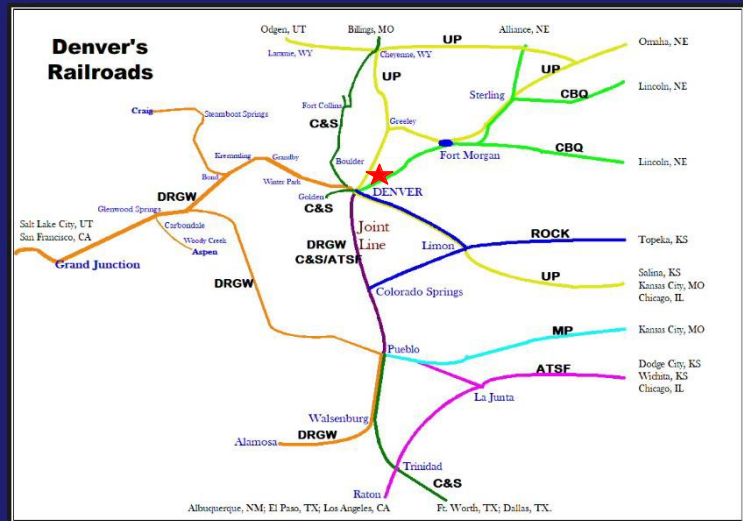 Denver's
Railroads
Odgen, UT
Bilings, MO
Alliance, NE
UP
Omaha, NE
Laramie, WY
Cheyenne, WY
UP
UP
Sterling
CBQ
Lincoln, NE
Craig
Steamboat Springs
Fort Collins
C&S
Greeley
Fort Morgan
CBQ
Lincoln, NE
Kremmling
Granby
Boulder
Bond
Winter Park
DENVER
DRGW
Golden
C&S
Glenwood Springs
Salt Lake City, UT
San Francisco, CA
Carbondale
Woody Creek
Aspen
Grand Junction
Joint
Line
DRGW
C&S/ATSF
Limon
ROCK
Topeka, KS
UP
Salina, KS
Kansas City, MO
Chicago, IL
DRGW
Colorado Springs
MP
Kansas City, MO
Pueblo
ATSF
Dodge City, KS
Wichita, KS
Chicago, IL
La Junta
Walsenburg
DRGW
Alamosa
Trinidad
C&S
Raton
Albuquerque, NM; El Paso, TX; Los Angeles, CA
Ft. Worth, TX; Dallas, TX.